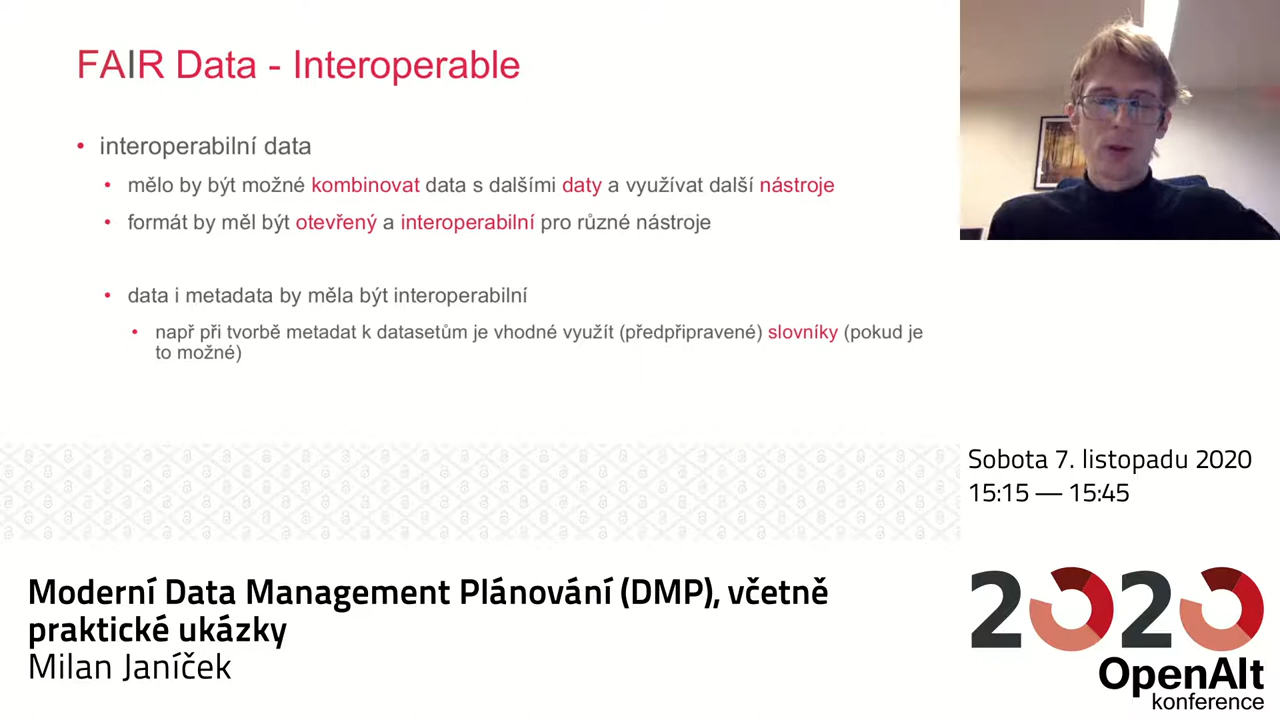 FAIR Data - Interoperable
• interoperabilní data
• mělo by být možné kombinovat data s dalšími daty a využívat další nástroje
• formát by měl být otevřený a interoperabilní pro různé nástroje
• data i metadata by měla být interoperabilní
• např při tvorbě metadat k datasetům je vhodné využít (předpřipravené) slovníky (pokud je
to možné)
Sobota 7. listopadu 2020
15:15 — 15:45
Moderní Data Management Plánování (DMP), včetně
praktické ukázky
Milan Janíček
2020
OpenAlt
konference